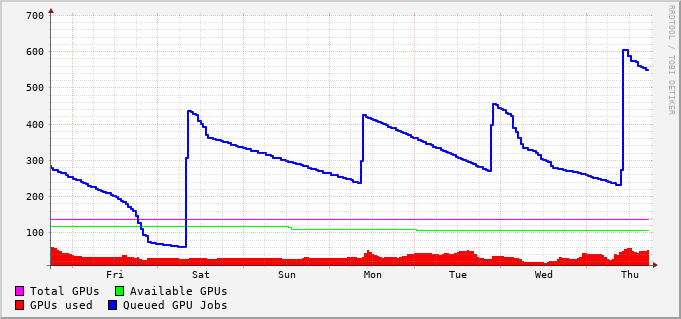 700
600
500
400
300
200
100
Fri Sat Sun Mon Tue Wed Thu
Total GPUs Available GPUs
GPUs used Queued GPU Jobs
RRDTOOL / TOBI OETIKER